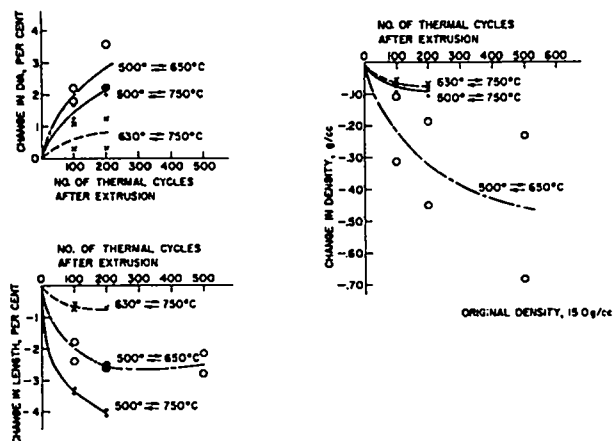 CHANGE IN DIA, PER CENT
4
3
2
1
0
500° ⇌ 650°C
600° ⇌ 750°C
630° ⇌ 750°C
0 100 200 300 400 500
NO. OF THERMAL CYCLES
AFTER EXTRUSION
NO. OF THERMAL CYCLES
AFTER EXTRUSION
0 100 200 300 400 500
CHANGE IN LENGTH, PER CENT
-1
-2
-3
-4
630° ⇌ 750°C
500° ⇌ 650°C
500° ⇌ 750°C
NO. OF THERMAL CYCLES
AFTER EXTRUSION
0 100 200 300 400 500 600
CHANGE IN DENSITY, g/cc
-.10
-.20
-.30
-.40
-.50
-.60
-.70
630° ⇌ 750°C
500° ⇌ 750°C
500° ⇌ 650°C
ORIGINAL DENSITY, 15.0 g/cc